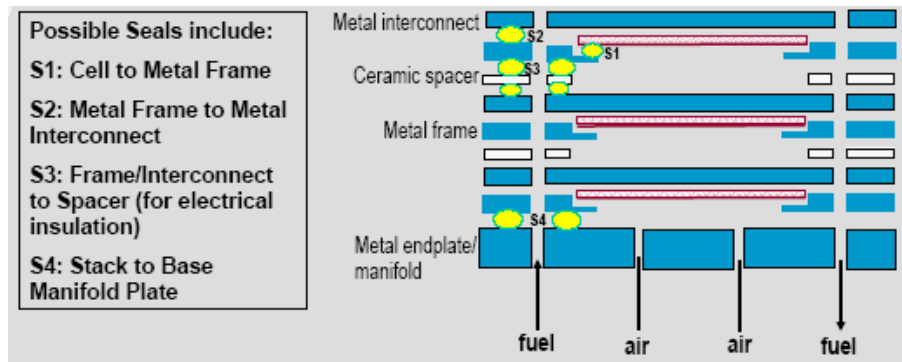 Possible Seals include:
S1: Cell to Metal Frame
S2: Metal Frame to Metal
Interconnect
S3: Frame/Interconnect
to Spacer (for electrical
insulation)
S4: Stack to Base
Manifold Plate
Metal interconnect
S2
S1
S3
Ceramic spacer
Metal frame
S4
Metal endplate/
manifold
fuel
air
air
fuel